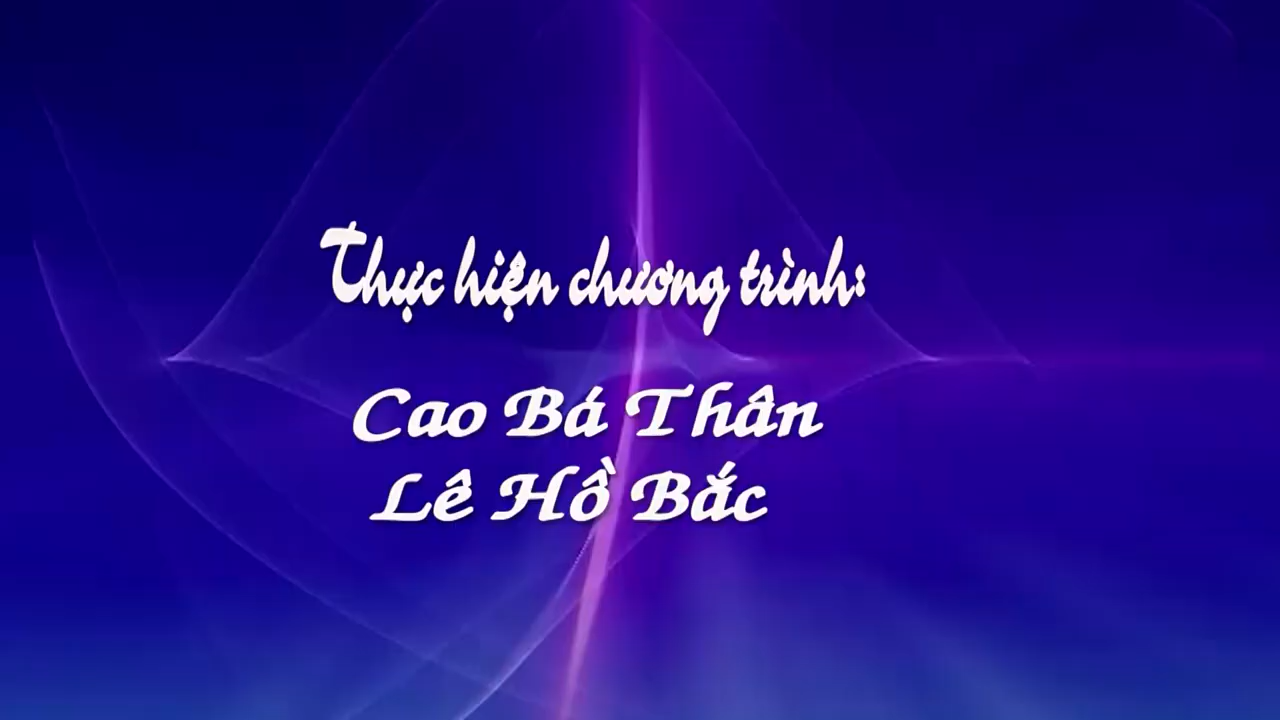 Thực hiện chương trình:
Cao Bá Thân
Lê Hồ Bắc